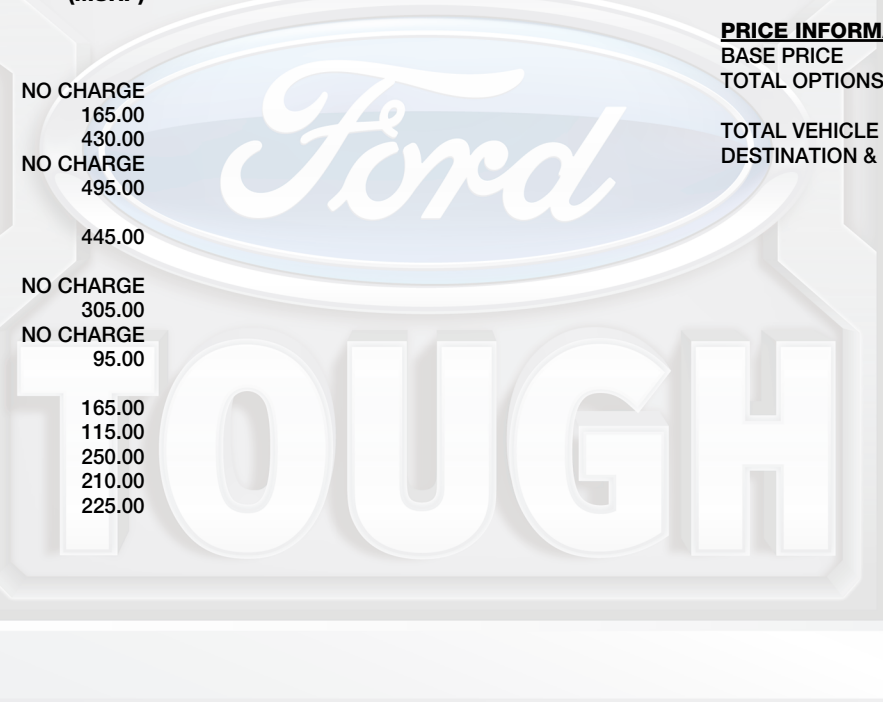 PRICE INFORM
BASE PRICE
TOTAL OPTIONS
TOTAL VEHICLE
DESTINATION &
NO CHARGE
165.00
430.00
NO CHARGE
495.00
445.00
NO CHARGE
305.00
NO CHARGE
95.00
165.00
115.00
250.00
210.00
225.00
Ford
TOUGH